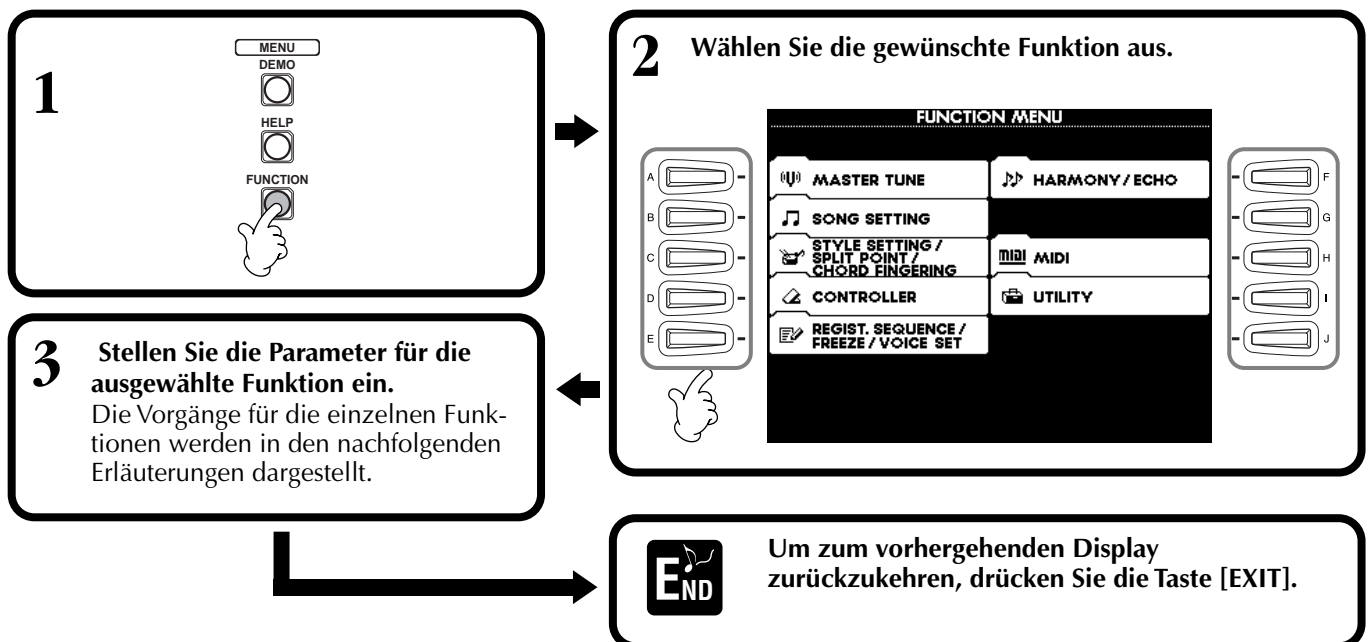 1
MENU
DEMO
HELP
FUNCTION
2 Wählen Sie die gewünschte Funktion aus.
FUNCTION MENU
A MASTER TUNE HARMONY/ECHO F
B SONG SETTING G
C STYLE SETTING / SPLIT POINT / CHORD FINGERING MIDI MIDI H
D CONTROLLER UTILITY I
E REGIST. SEQUENCE / FREEZE / VOICE SET J
3 Stellen Sie die Parameter für die
ausgewählte Funktion ein.
Die Vorgänge für die einzelnen Funk-
tionen werden in den nachfolgenden
Erläuterungen dargestellt.
END
Um zum vorhergehenden Display
zurückzukehren, drücken Sie die Taste [EXIT].